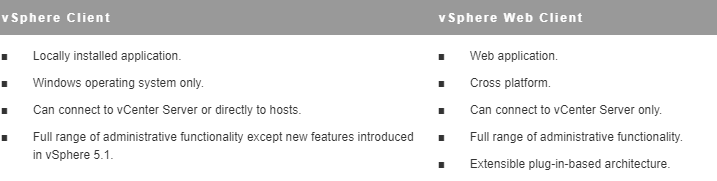 vSphere Client
vSphere Web Client
■ Locally installed application.
■ Windows operating system only.
■ Can connect to vCenter Server or directly to hosts.
■ Full range of administrative functionality except new features introduced
in vSphere 5.1.
■ Web application.
■ Cross platform.
■ Can connect to vCenter Server only.
■ Full range of administrative functionality.
■ Extensible plug-in-based architecture.